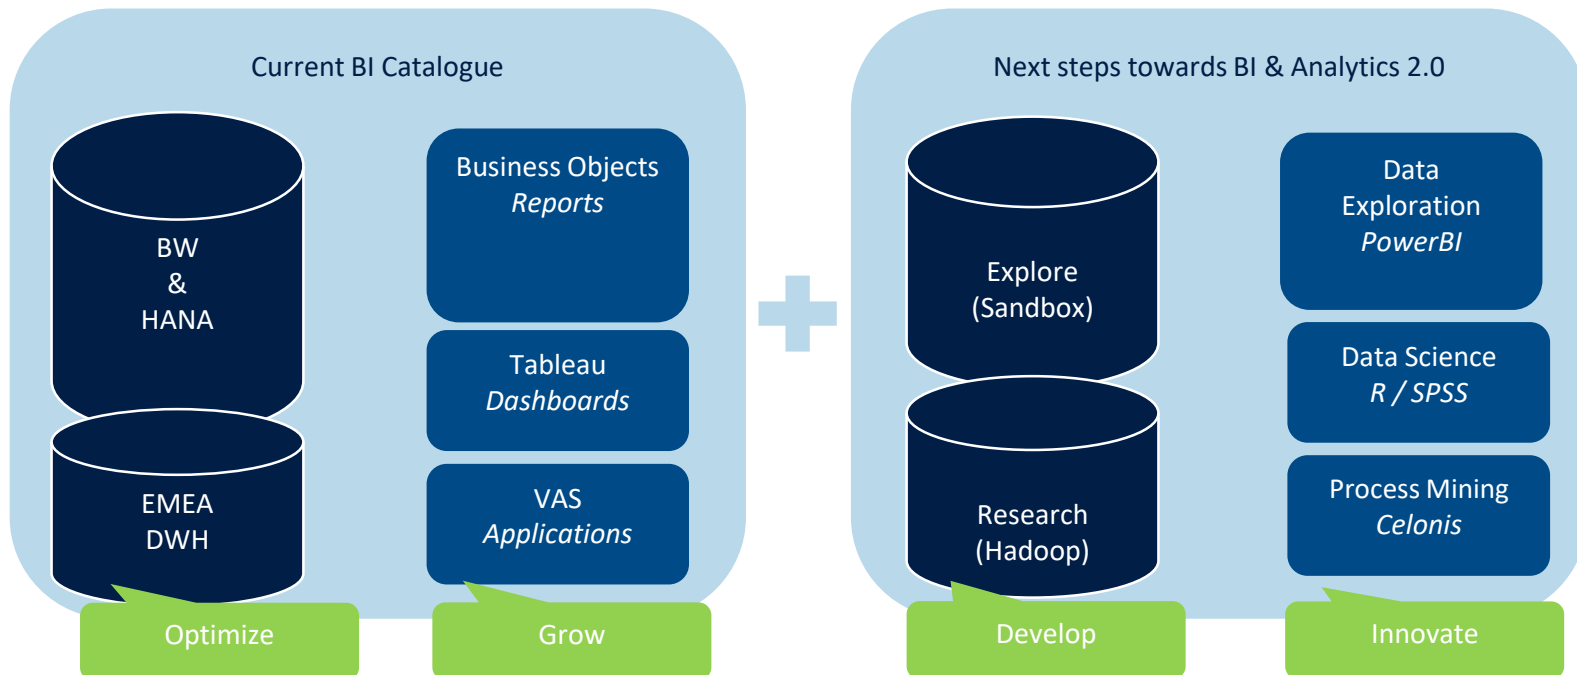 Current BI Catalogue
BW
&
HANA
EMEA
DWH
Business Objects
Reports
Tableau
Dashboards
VAS
Applications
Optimize
Grow
Next steps towards BI & Analytics 2.0
Explore
(Sandbox)
Research
(Hadoop)
Data
Exploration
PowerBI
Data Science
R / SPSS
Process Mining
Celonis
Develop
Innovate